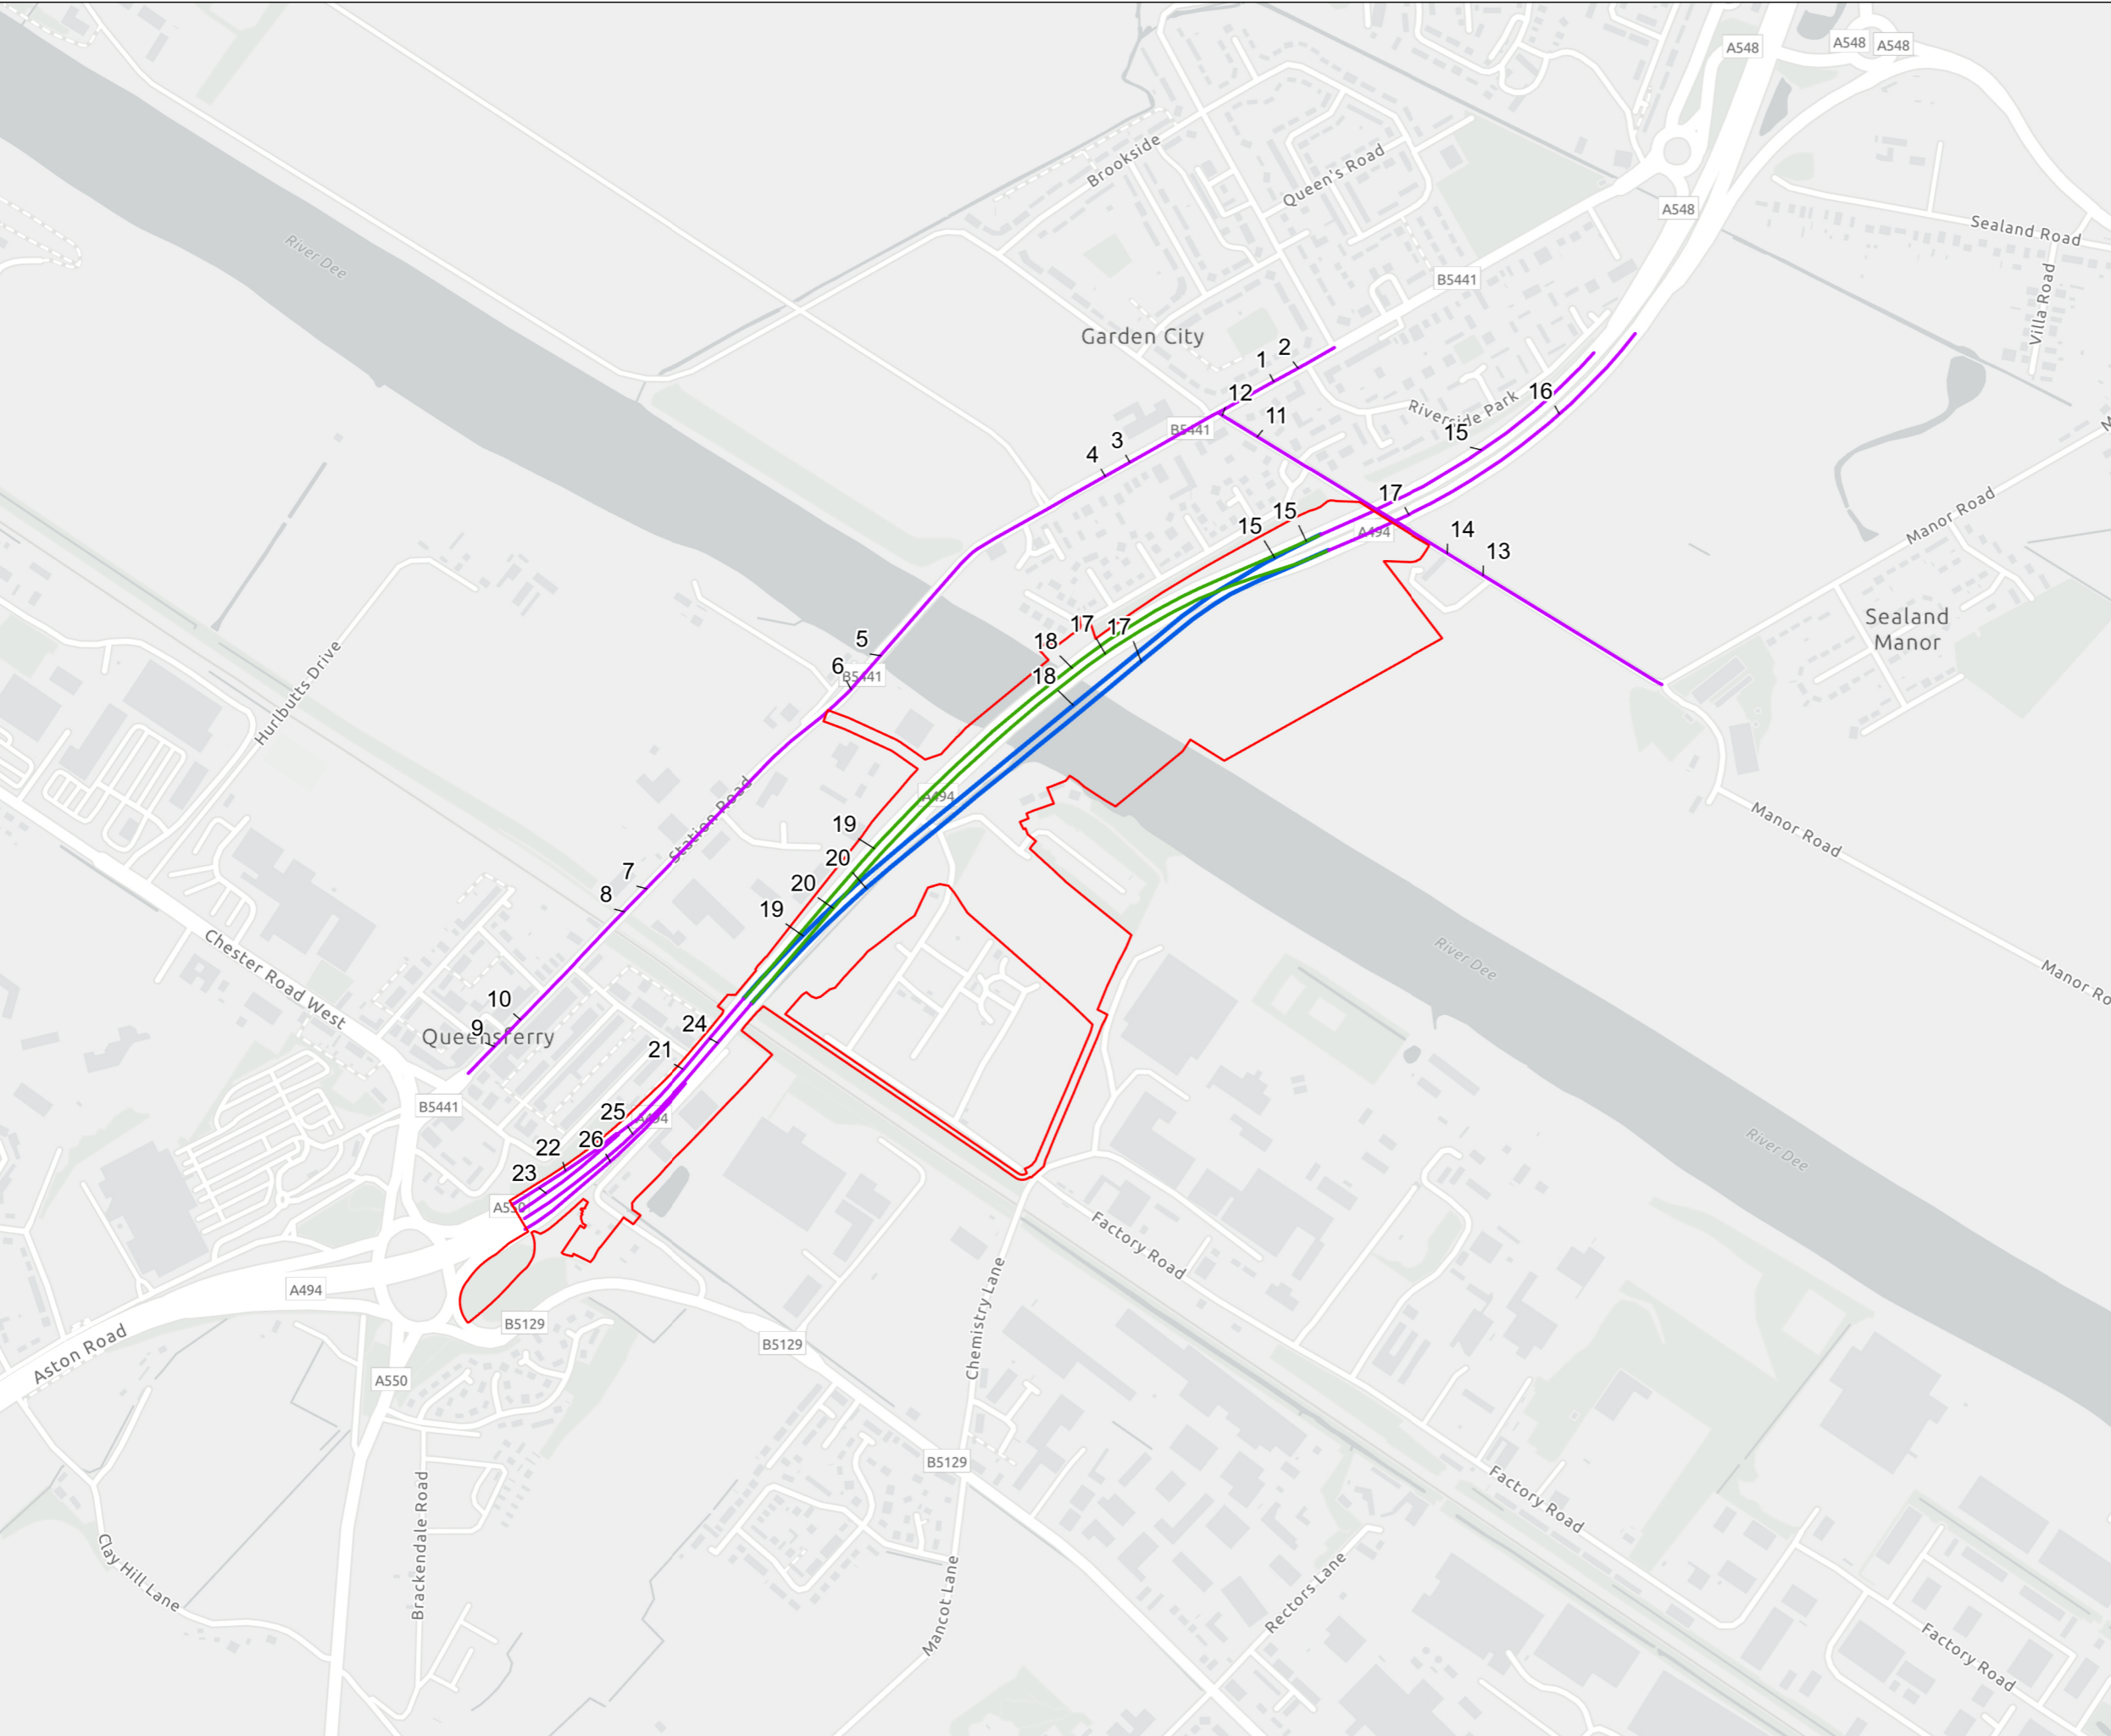 A548
A548
A548
Brookside
Queen's Road
A548
Sealand Road
River Dee
Villa Road
B5441
Garden City
2
1
12
16
11
Riverside Park
B5441
15
3
4
17
Manor Road
15
15
A494
14
13
Sealand
Manor
17
17
5
18
6
B5441
18
Hurlbutts Drive
Station Road
A494
19
Manor Road
20
7
20
8
19
Chester Road West
River Dee
Manor Ro
10
24
9
Queensferry
21
B5441
25
A494
26
22
River Dee
23
Factory Road
A494
B5129
B5129
Chemistry Lane
Aston Road
A550
B5129
Factory Road
Brackendale Road
Clay Hill Lane
Mancot Lane
Rectors Lane
Factory Road